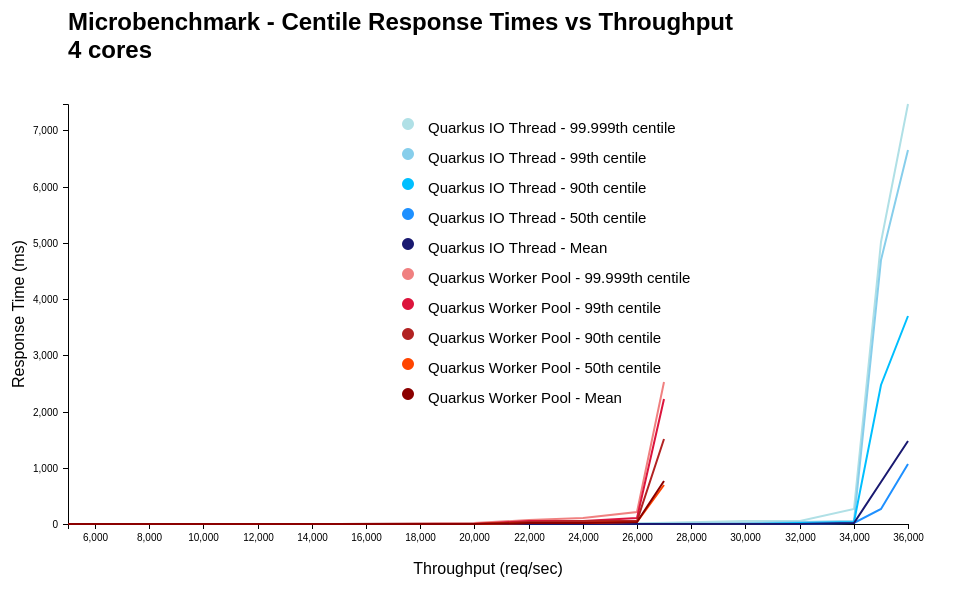 Microbenchmark - Centile Response Times vs Throughput
4 cores
Quarkus IO Thread - 99.999th centile
Quarkus IO Thread - 99th centile
Quarkus IO Thread - 90th centile
Quarkus IO Thread - 50th centile
Quarkus IO Thread - Mean
Quarkus Worker Pool - 99.999th centile
Quarkus Worker Pool - 99th centile
Quarkus Worker Pool - 90th centile
Quarkus Worker Pool - 50th centile
Quarkus Worker Pool - Mean
Response Time (ms)
7,000
6,000
5,000
4,000
3,000
2,000
1,000
0
6,000 8,000 10,000 12,000 14,000 16,000 18,000 20,000 22,000 24,000 26,000 28,000 30,000 32,000 34,000 36,000
Throughput (req/sec)